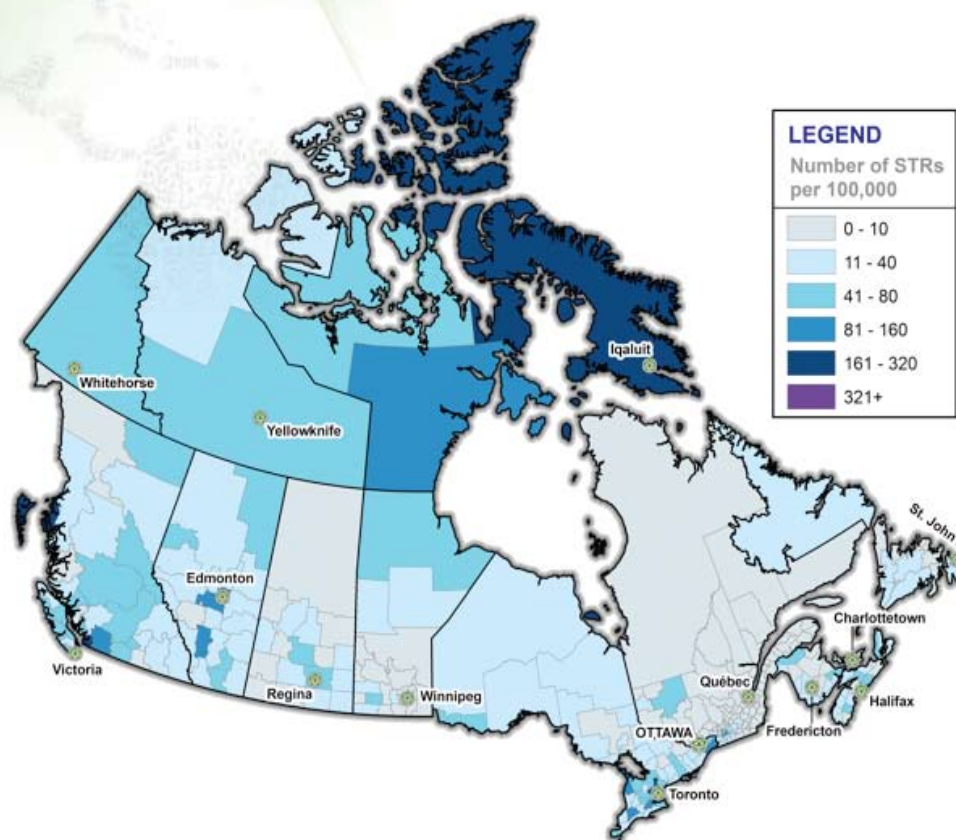 LEGEND
Number of STRs
per 100,000
0 - 10
11 - 40
41 - 80
81 - 160
161 - 320
321+
Iqaluit
Whitehorse
Yellowknife
Edmonton
St. John
Charlottetown
Victoria
Regina
Winnipeg
Québec
Halifax
OTTAWA
Fredericton
Toronto